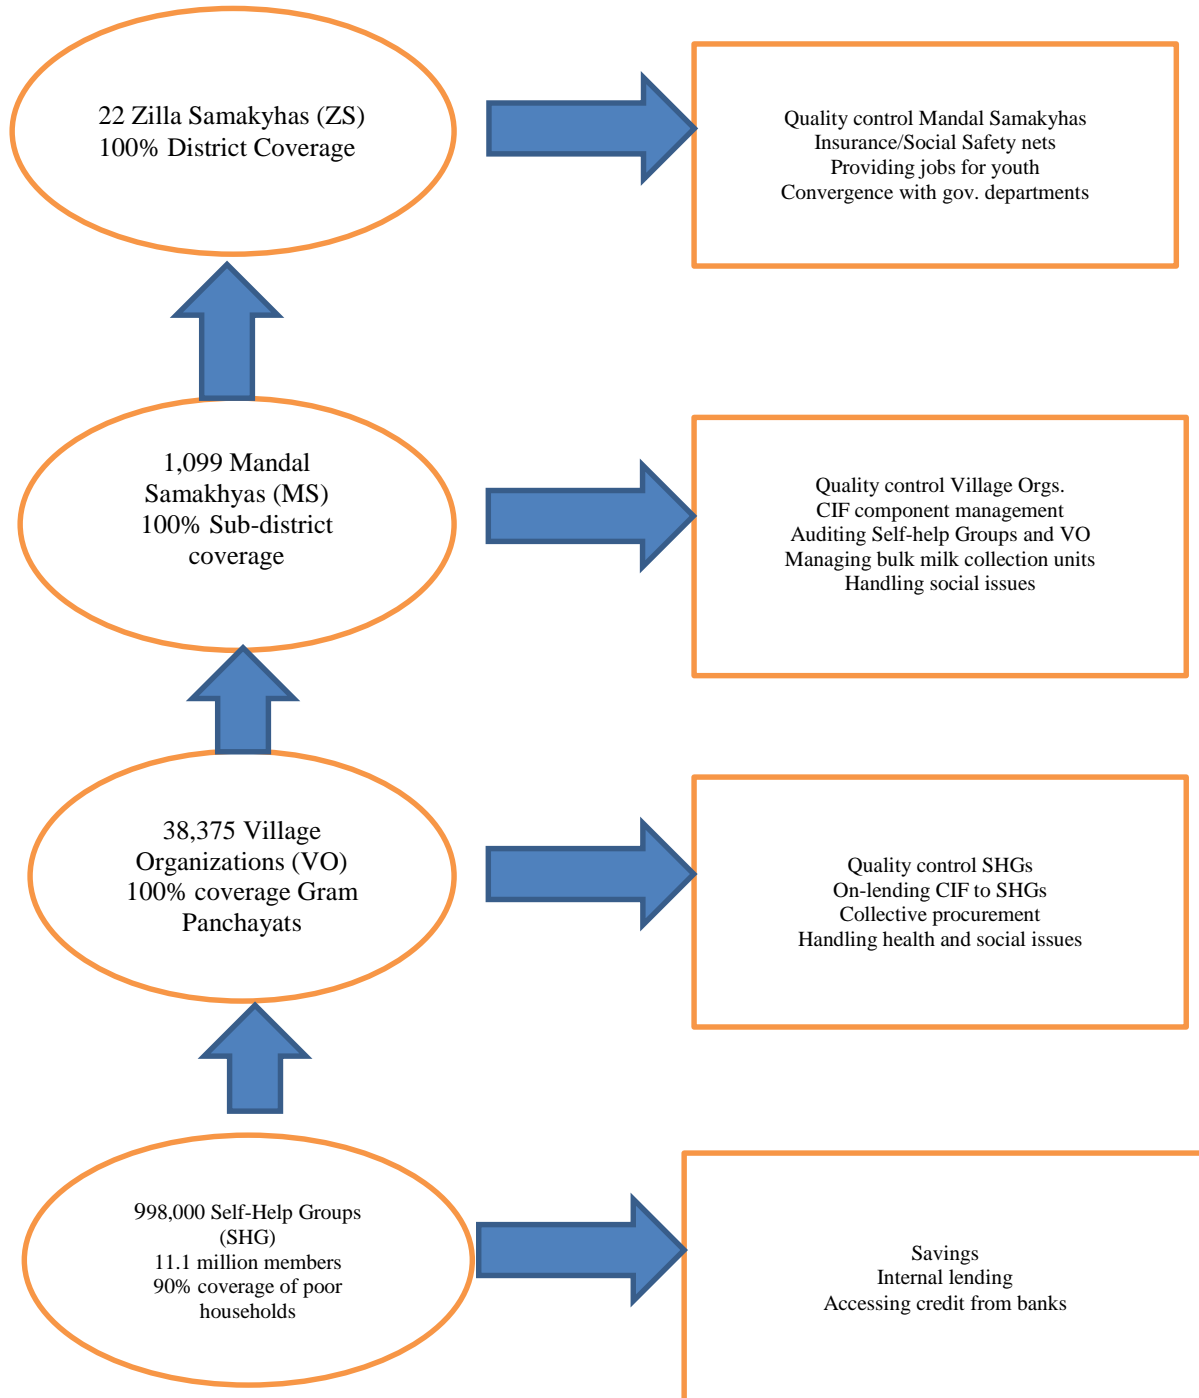 22 Zilla Samakyhas (ZS)
100% District Coverage
Quality control Mandal Samakyhas
Insurance/Social Safety nets
Providing jobs for youth
Convergence with gov. departments
1,099 Mandal
Samakhyas (MS)
100% Sub-district
coverage
Quality control Village Orgs.
CIF component management
Auditing Self-help Groups and VO
Managing bulk milk collection units
Handling social issues
38,375 Village
Organizations (VO)
100% coverage Gram
Panchayats
Quality control SHGs
On-lending CIF to SHGs
Collective procurement
Handling health and social issues
998,000 Self-Help Groups
(SHG)
11.1 million members
90% coverage of poor
households
Savings
Internal lending
Accessing credit from banks